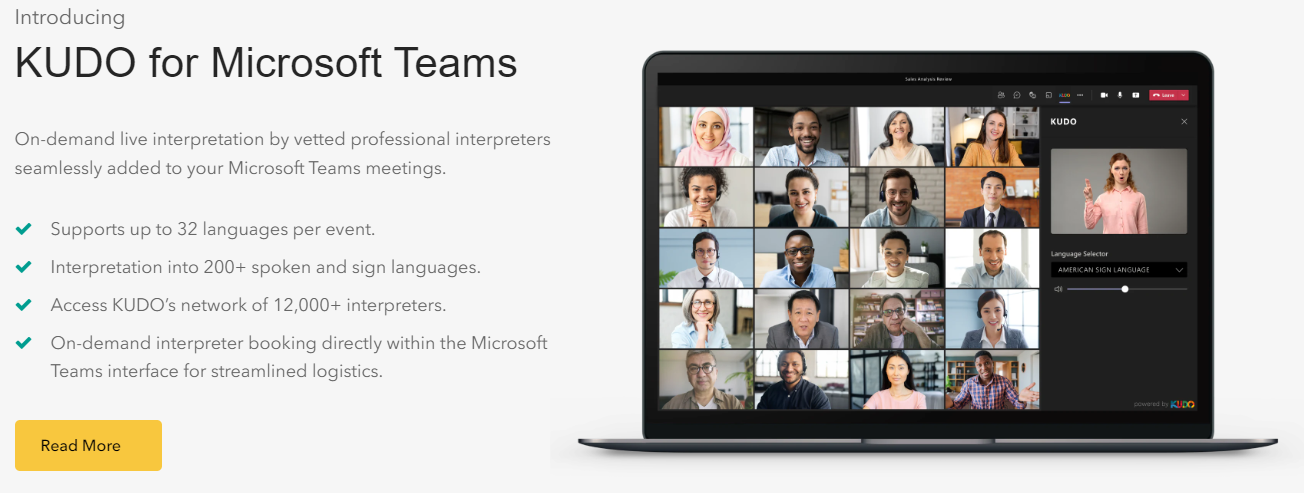 Introducing
KUDO for Microsoft Teams
On-demand live interpretation by vetted professional interpreters
seamlessly added to your Microsoft Teams meetings.
Supports up to 32 languages per event.
Interpretation into 200+ spoken and sign languages.
Access KUDO’s network of 12,000+ interpreters.
On-demand interpreter booking directly within the Microsoft
Teams interface for streamlined logistics.
Read More
Sales Analysis Review
KUDO
Leave
KUDO
Language Selector
AMERICAN SIGN LANGUAGE
powered by KUDO